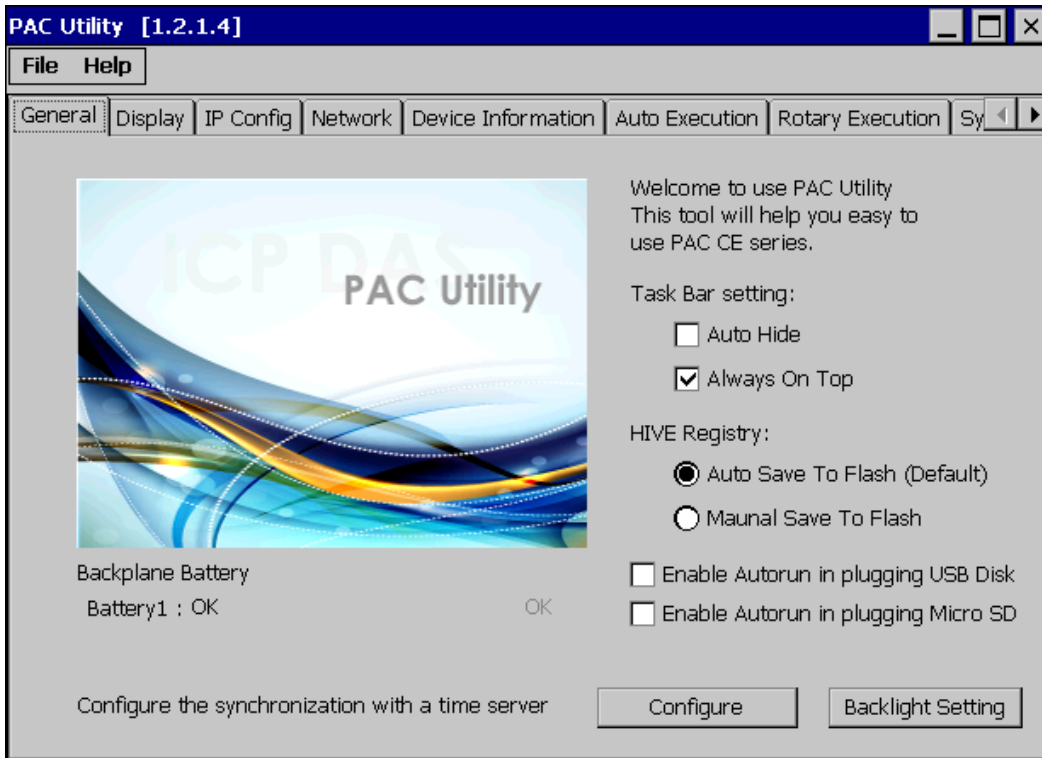 PAC Utility [1.2.1.4]
File Help
General Display IP Config Network Device Information Auto Execution Rotary Execution Sy
ICP DAS
PAC Utility
Welcome to use PAC Utility
This tool will help you easy to
use PAC CE series.
Task Bar setting:
Auto Hide
Always On Top
HIVE Registry:
Auto Save To Flash (Default)
Maunal Save To Flash
Backplane Battery
Battery1 : OK OK
Enable Autorun in plugging USB Disk
Enable Autorun in plugging Micro SD
Configure the synchronization with a time server Configure Backlight Setting